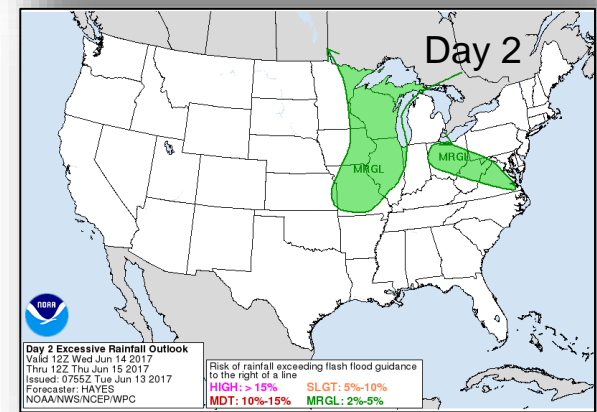 Day 2
MRGL
MRGL
NOAA
Day 2 Excessive Rainfall Outlook
Valid 12Z Wed Jun 14 2017
Thru 12Z Thu Jun 15 2017
Issued: 0755Z Tue Jun 13 2017
Forecaster: HAYES
NOAA/NWS/NCEP/WPC
Risk of rainfall exceeding flash flood guidance
to the right of a line
HIGH: > 15% SLGT: 5%-10%
MDT: 10%-15% MRGL: 2%-5%